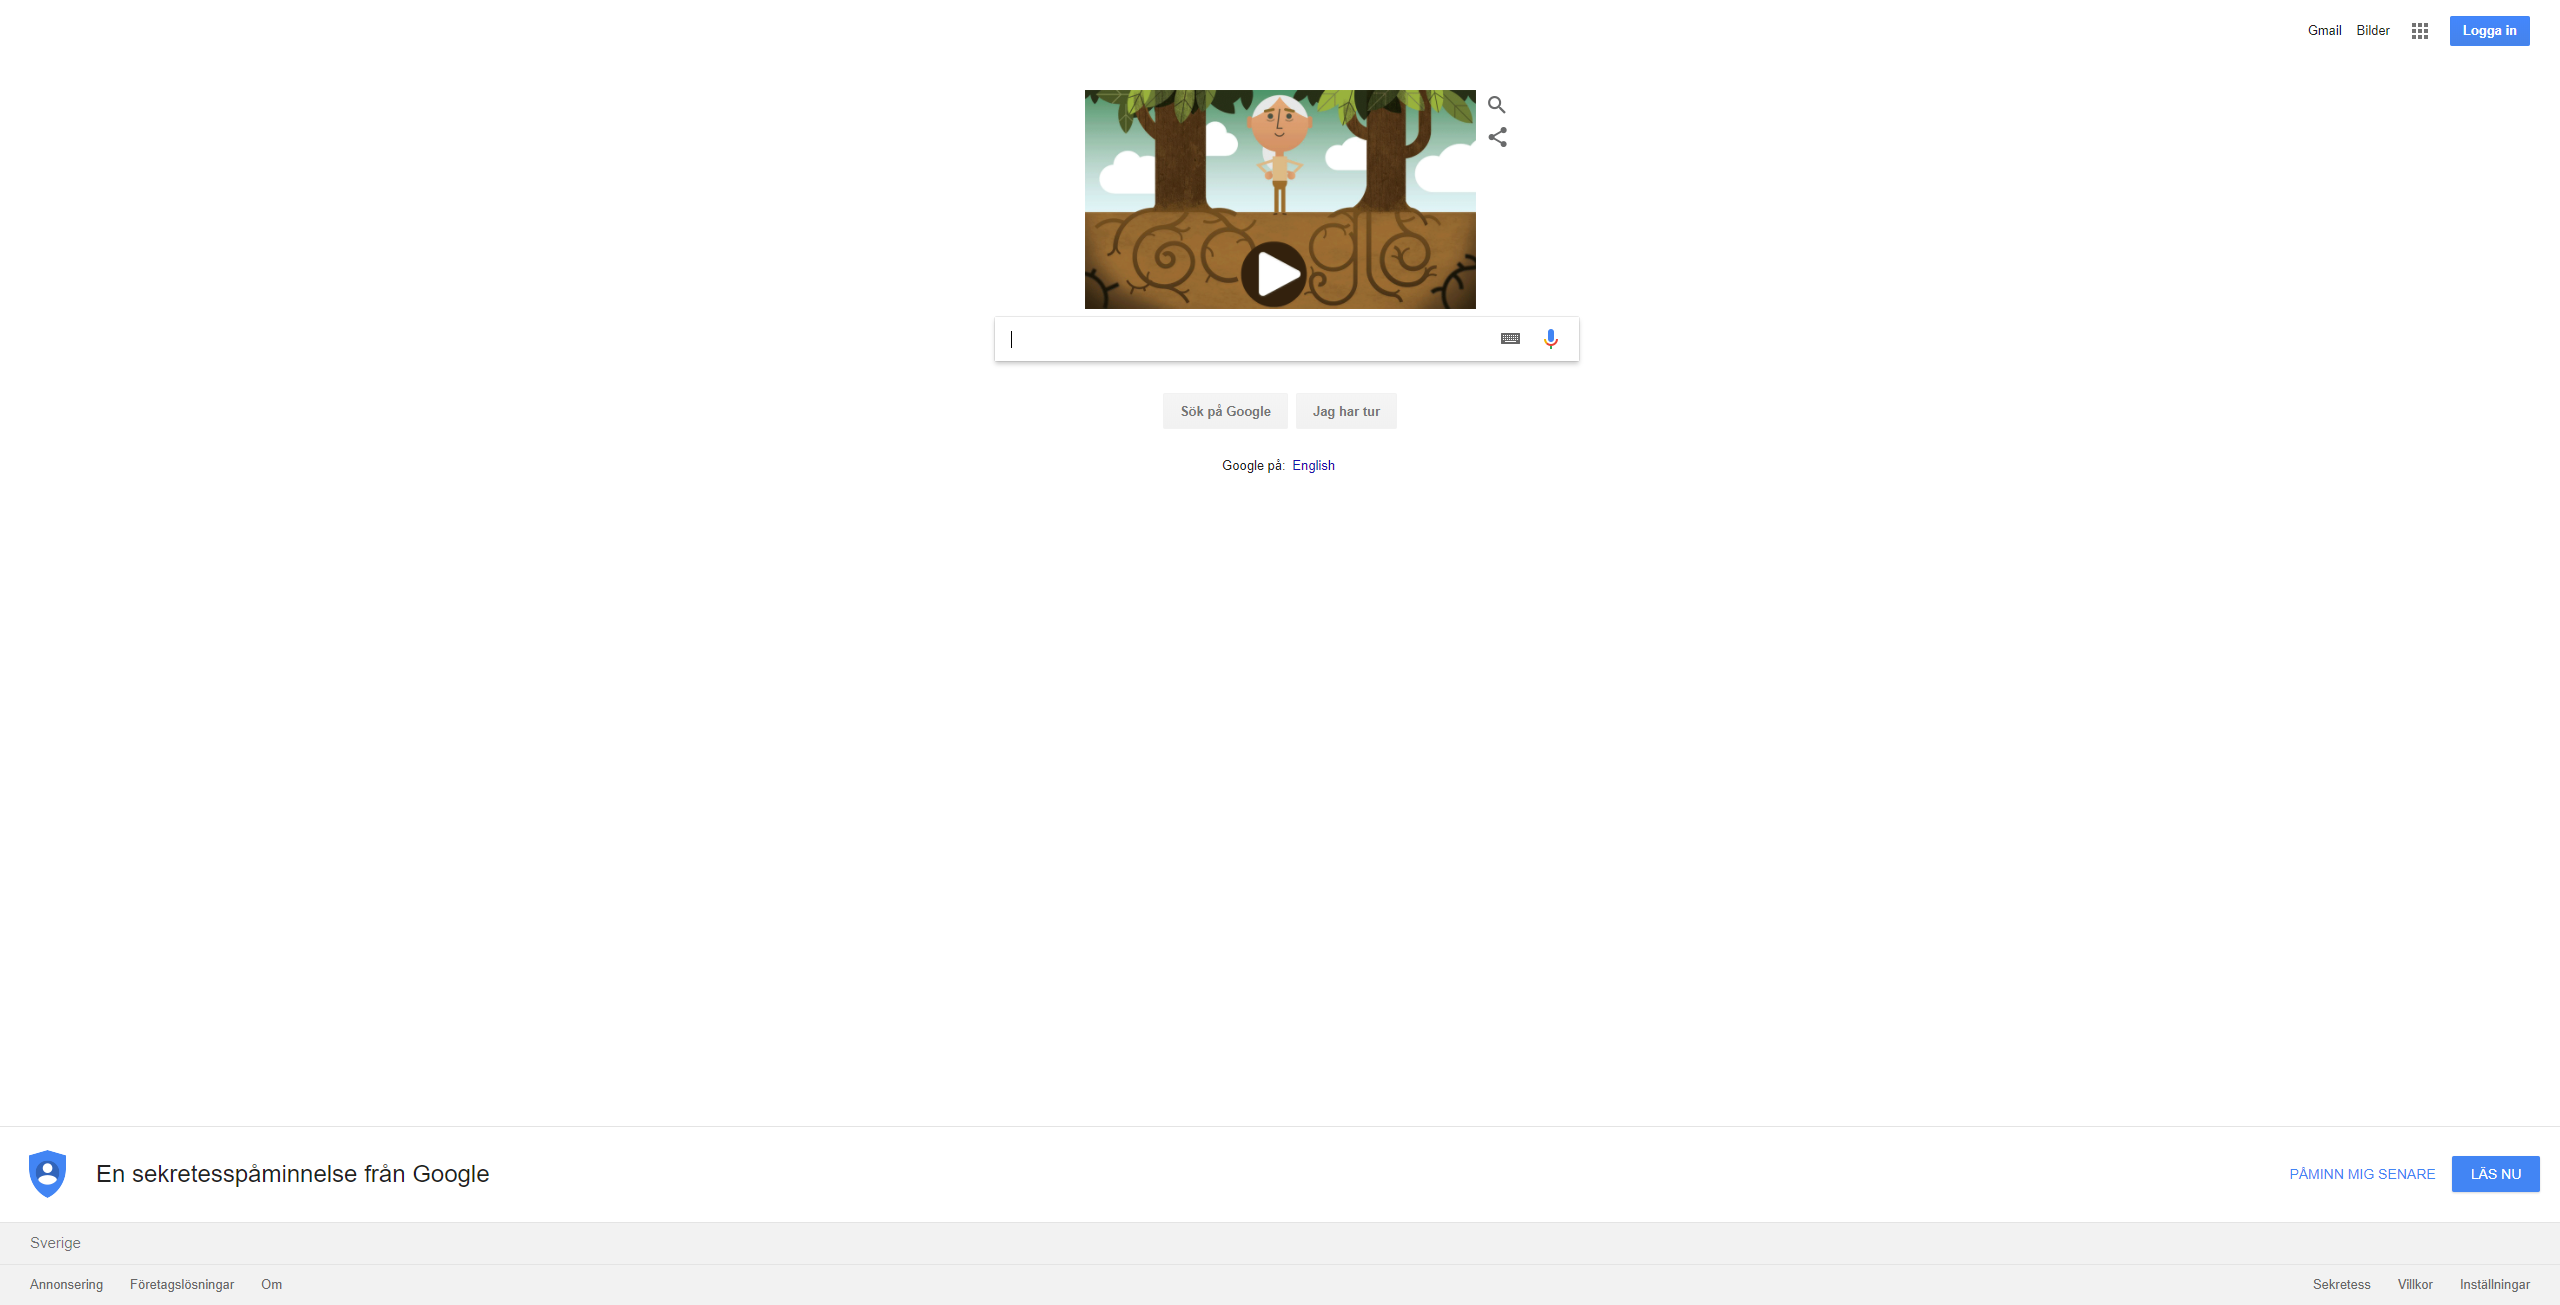 Gmail Bilder Logga in
Google
Sök på Google Jag har tur
Google på: English
En sekretesspåminnelse från Google PÅMINN MIG SENARE LÄS NU
Sverige
Annonsering Företagslösningar Om Sekretess Villkor Inställningar